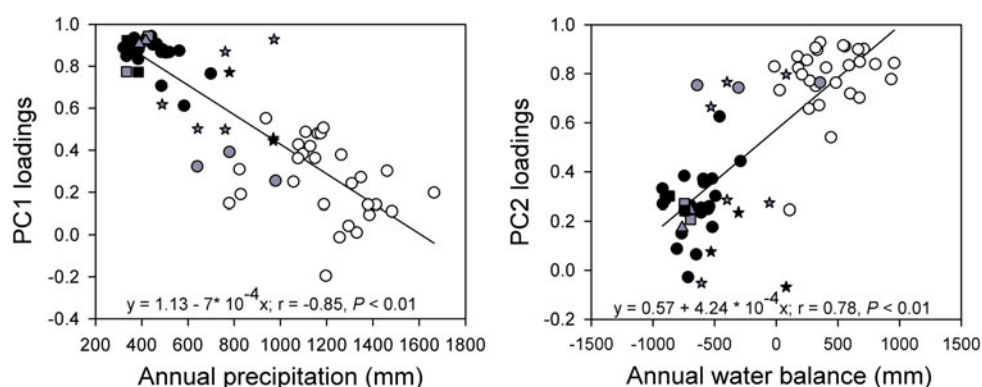 PC1 loadings
1.0
0.8
0.6
0.4
0.2
0.0
-0.2
-0.4
y = 1.13 - 7* 10-4x; r = -0.85, P < 0.01
200 400 600 800 1000 1200 1400 1600 1800
Annual precipitation (mm)
PC2 loadings
1.0
0.8
0.6
0.4
0.2
0.0
-0.2
y = 0.57 + 4.24 * 10-4x; r = 0.78, P < 0.01
-1500 -1000 -500 0 500 1000 1500
Annual water balance (mm)